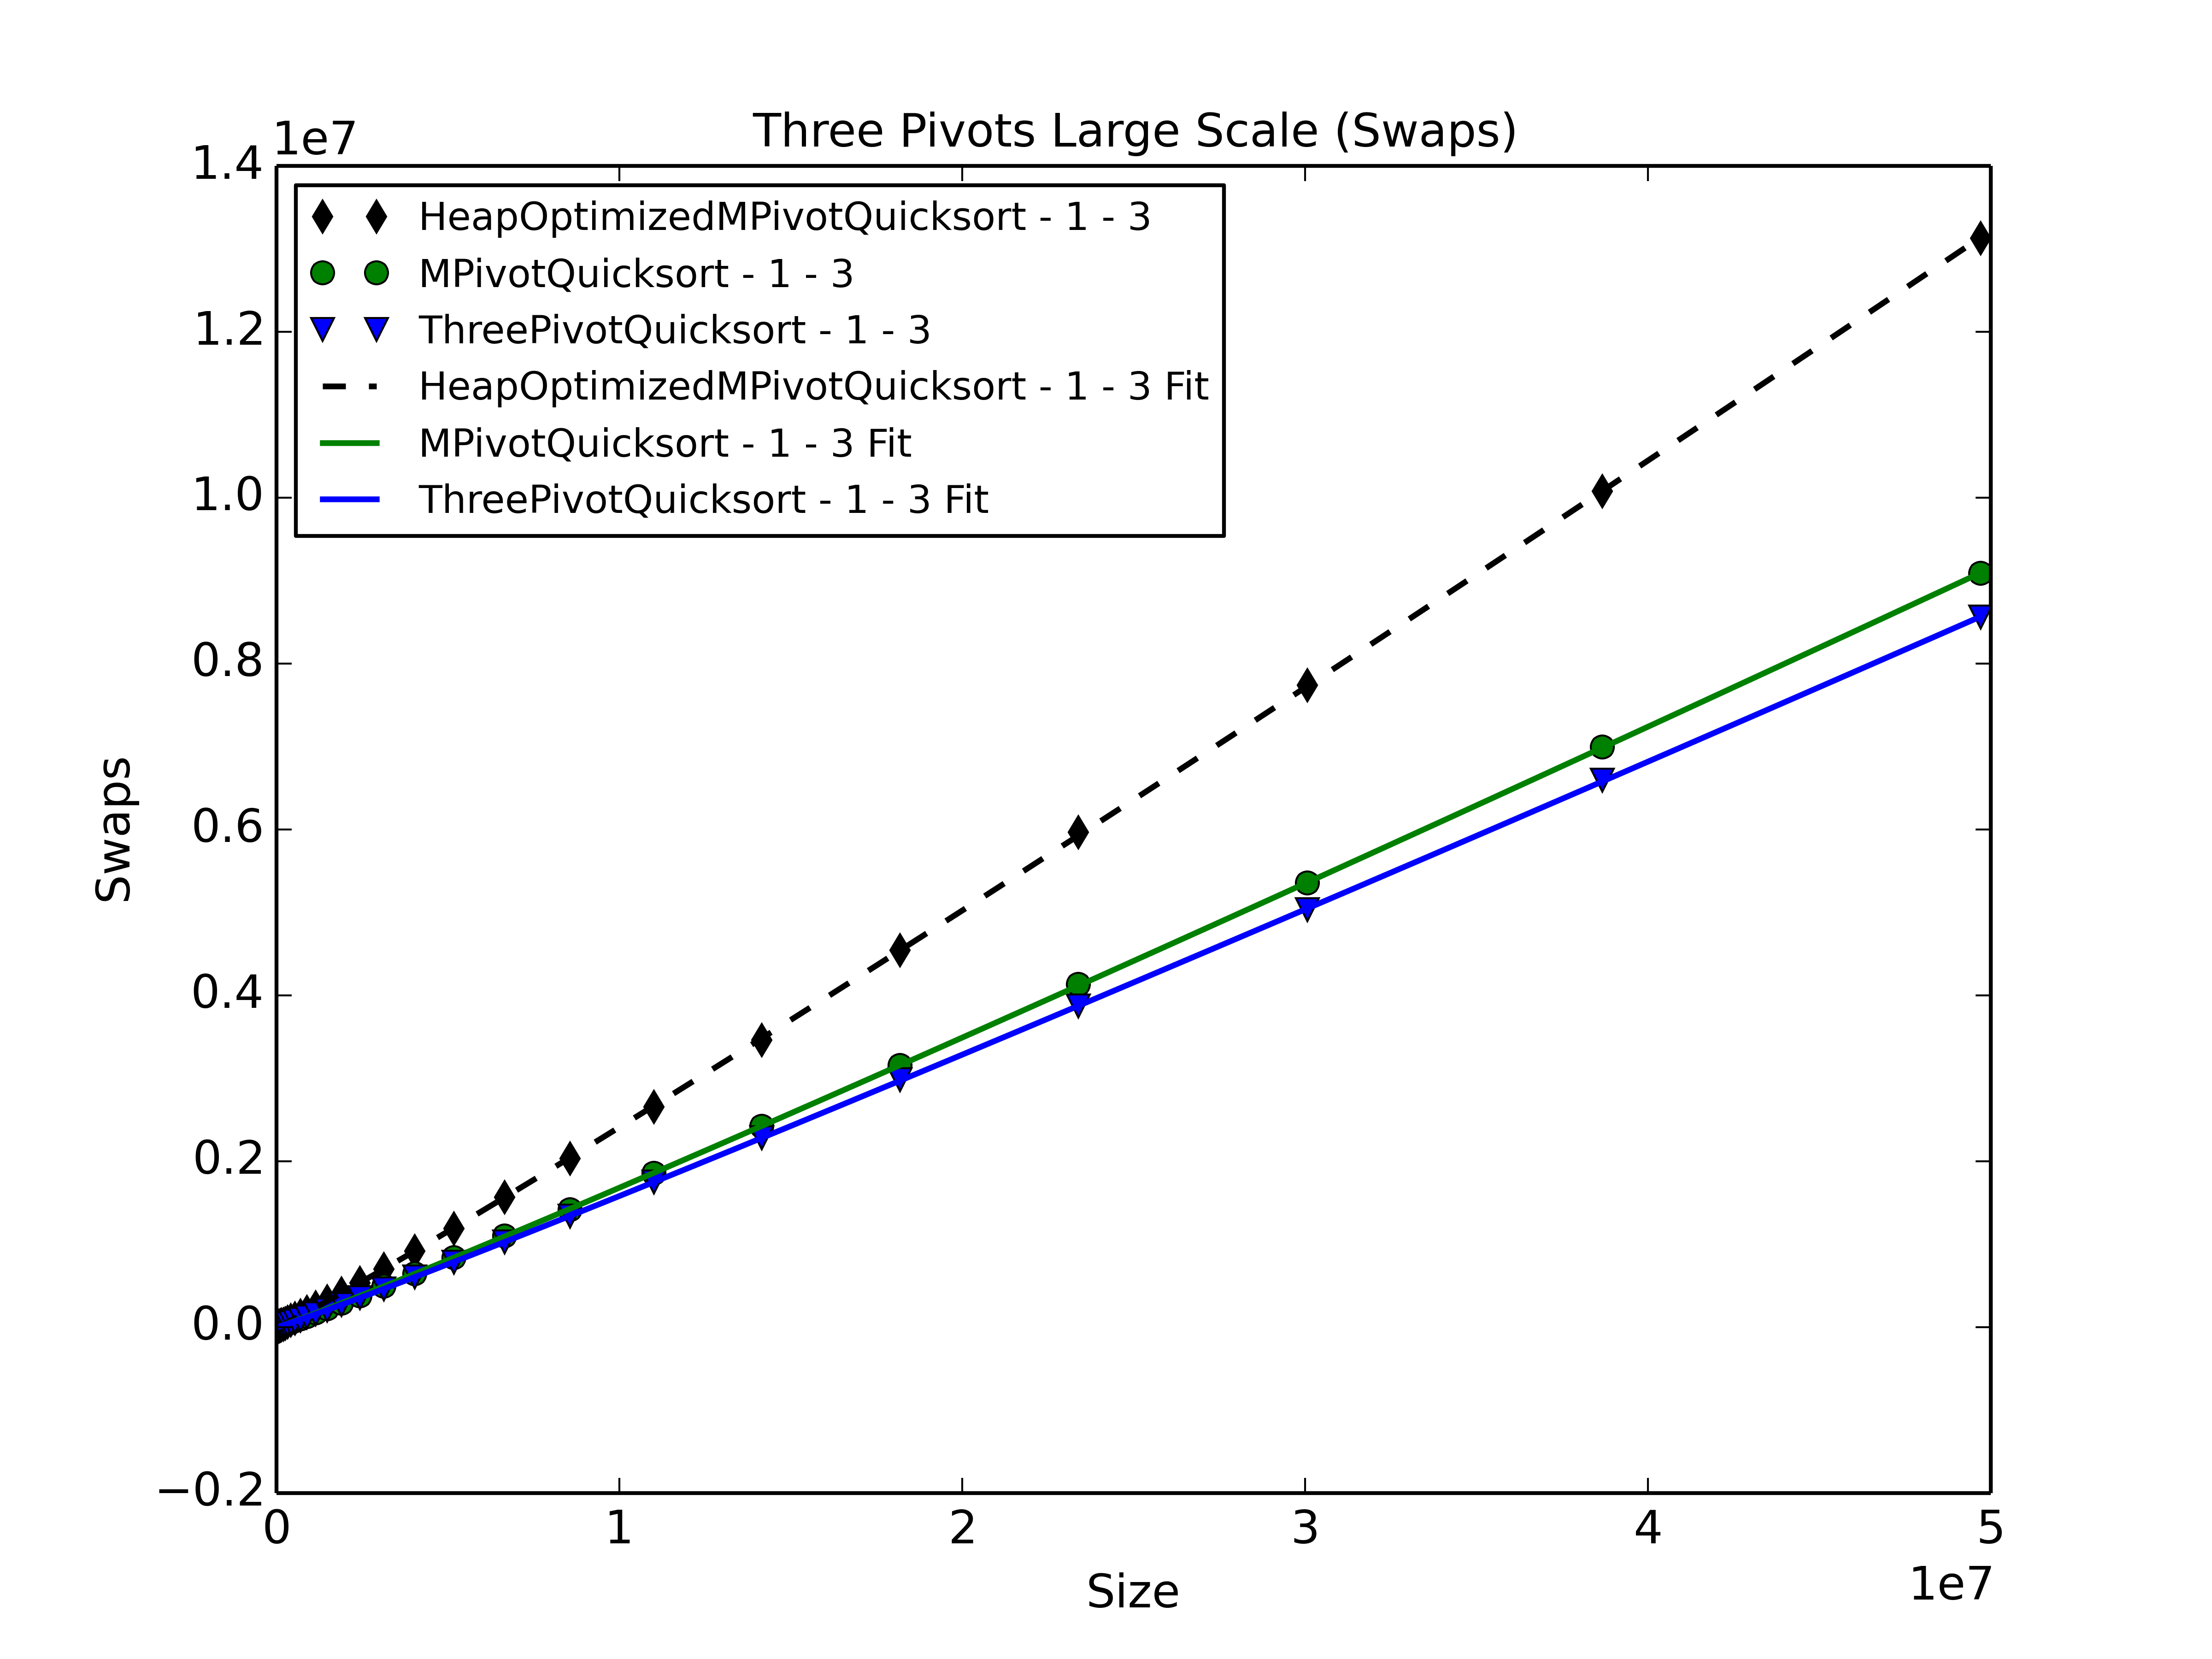 Three Pivots Large Scale (Swaps)
1e7
1.4
1.2
1.0
0.8
0.6
0.4
0.2
0.0
−0.2
Swaps
HeapOptimizedMPivotQuicksort - 1 - 3
MPivotQuicksort - 1 - 3
ThreePivotQuicksort - 1 - 3
HeapOptimizedMPivotQuicksort - 1 - 3 Fit
MPivotQuicksort - 1 - 3 Fit
ThreePivotQuicksort - 1 - 3 Fit
0 1 2 3 4 5
Size
1e7